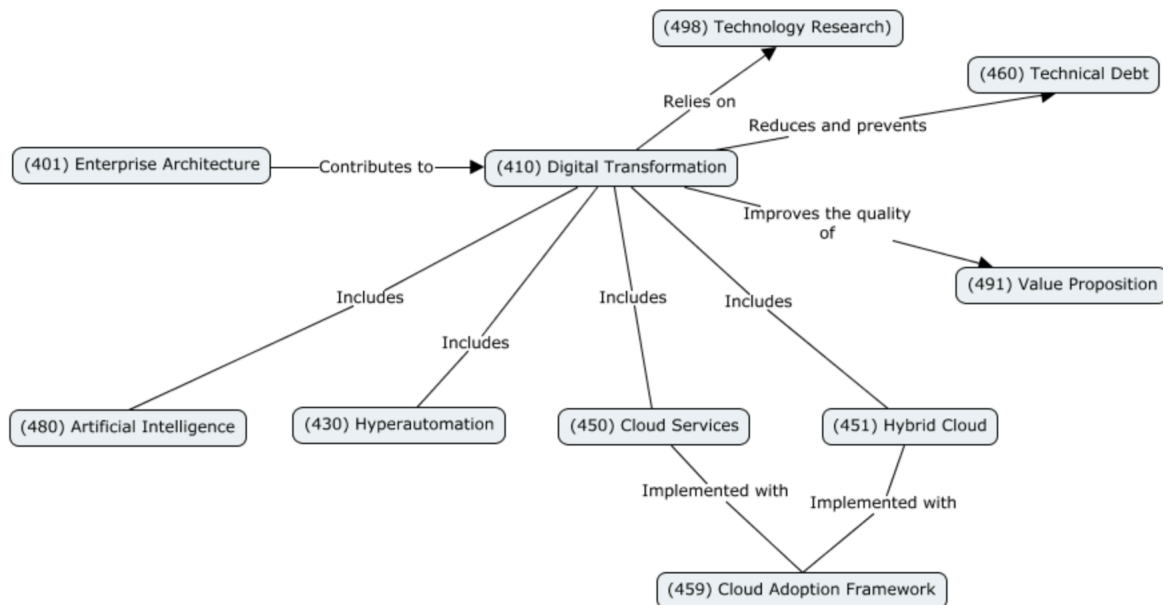 (498) Technology Research)
(460) Technical Debt
Relies on
Reduces and prevents
(401) Enterprise Architecture
Contributes to
(410) Digital Transformation
Improves the quality
of
(491) Value Proposition
Includes
Includes
Includes
Includes
(480) Artificial Intelligence
(430) Hyperautomation
(450) Cloud Services
(451) Hybrid Cloud
Implemented with
Implemented with
(459) Cloud Adoption Framework